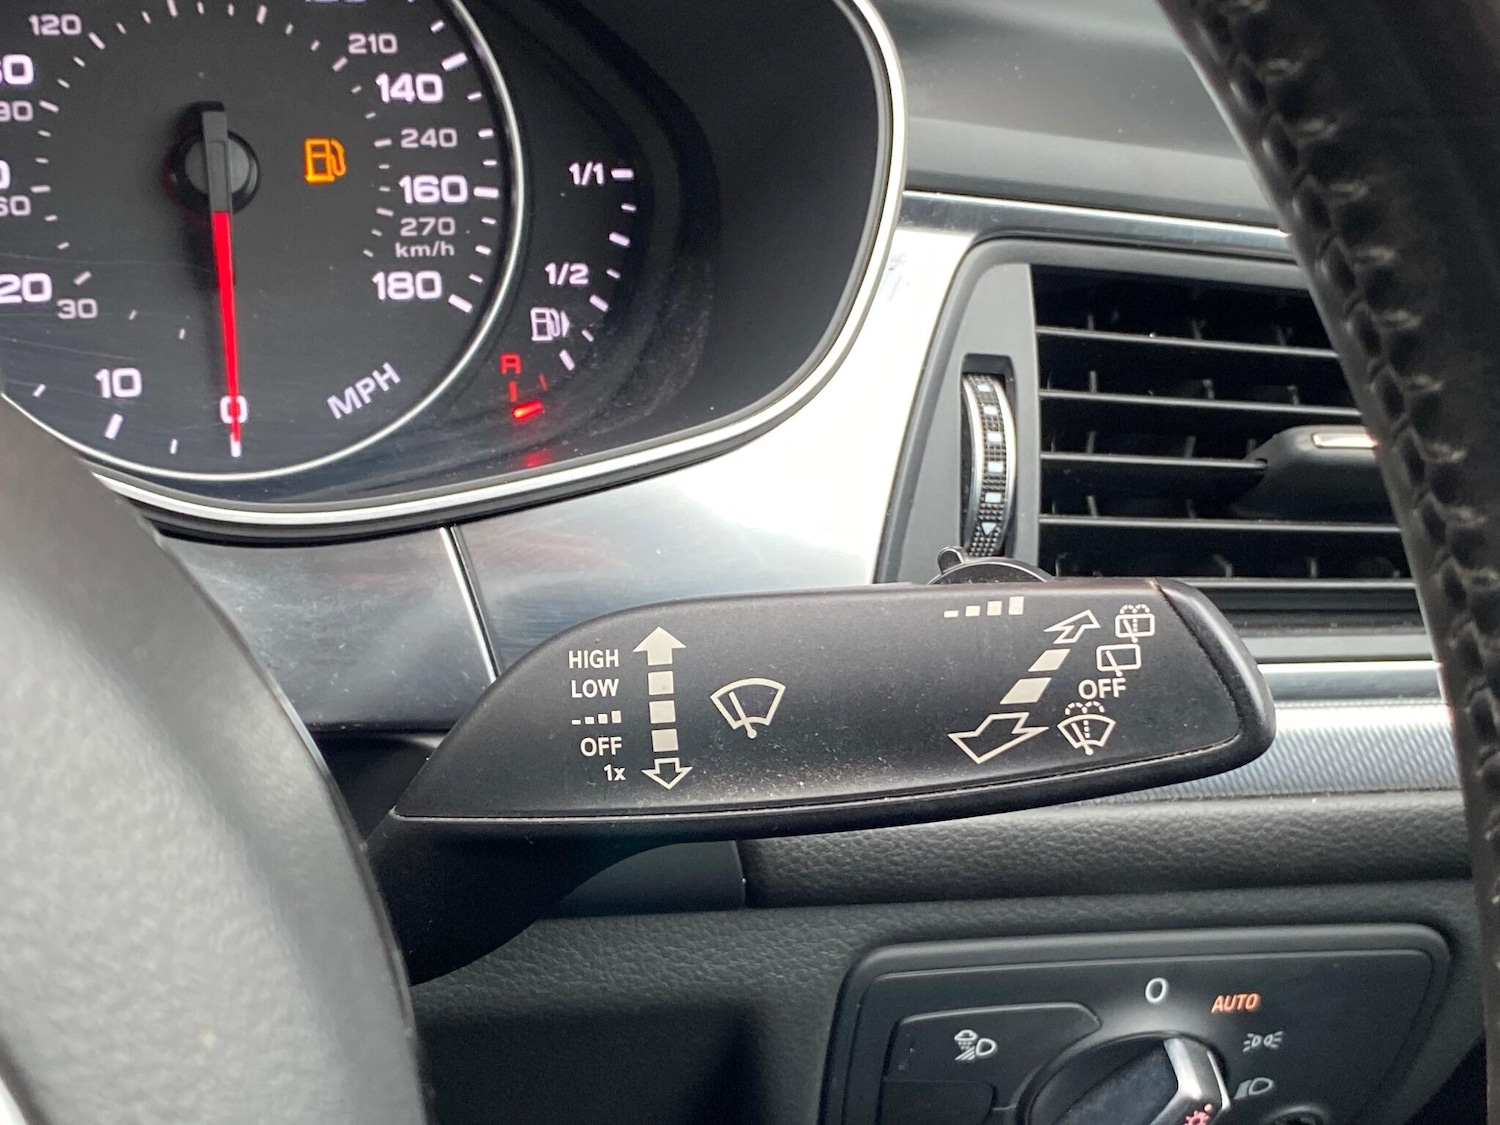 120
210
140
240
160
270
km/h
180
1/1
1/2
R
20
30
10
0
MPH
HIGH
LOW
OFF
1x
OFF
O
AUTO